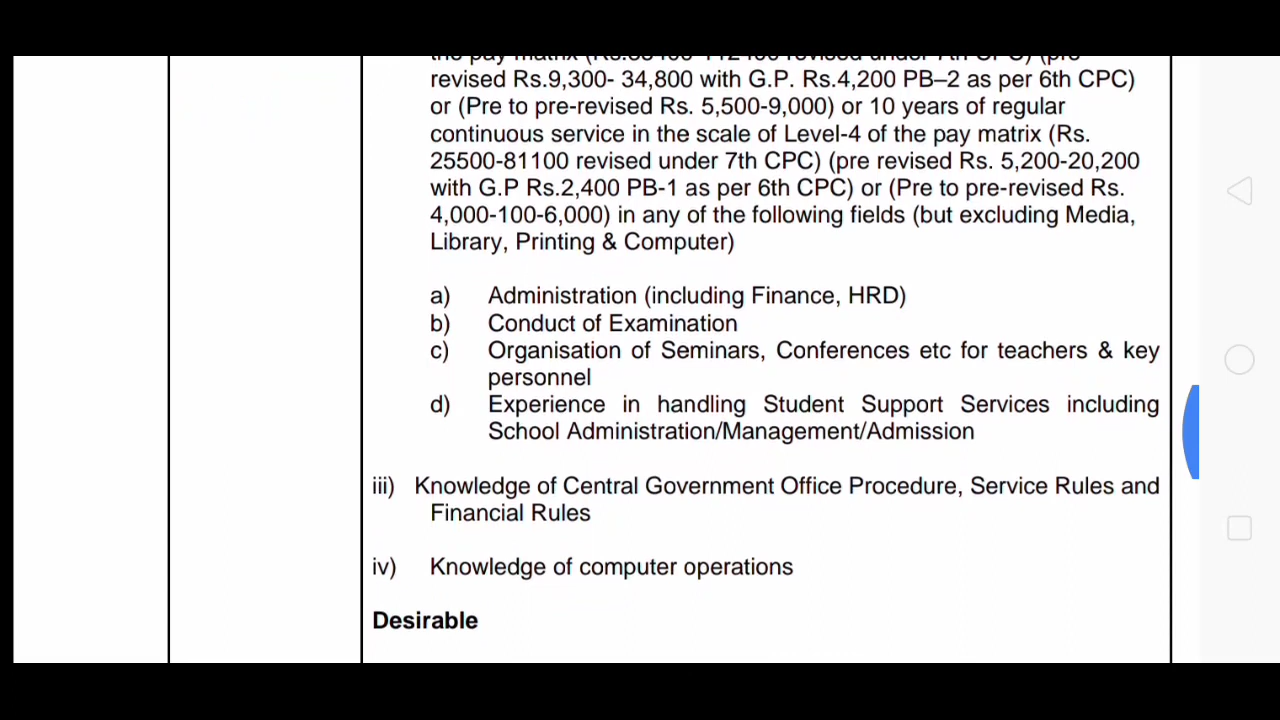 revised Rs.9,300- 34,800 with G.P. Rs.4,200 PB–2 as per 6th CPC)
or (Pre to pre-revised Rs. 5,500-9,000) or 10 years of regular
continuous service in the scale of Level-4 of the pay matrix (Rs.
25500-81100 revised under 7th CPC) (pre revised Rs. 5,200-20,200
with G.P Rs.2,400 PB-1 as per 6th CPC) or (Pre to pre-revised Rs.
4,000-100-6,000) in any of the following fields (but excluding Media,
Library, Printing & Computer)
a) Administration (including Finance, HRD)
b) Conduct of Examination
c) Organisation of Seminars, Conferences etc for teachers & key
personnel
d) Experience in handling Student Support Services including
School Administration/Management/Admission
iii) Knowledge of Central Government Office Procedure, Service Rules and
Financial Rules
iv) Knowledge of computer operations
Desirable